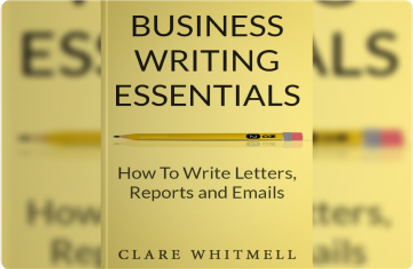 BUSINESS
WRITING
ESSENTIALS
How To Write Letters,
Reports and Emails
CLARE WHITMELL